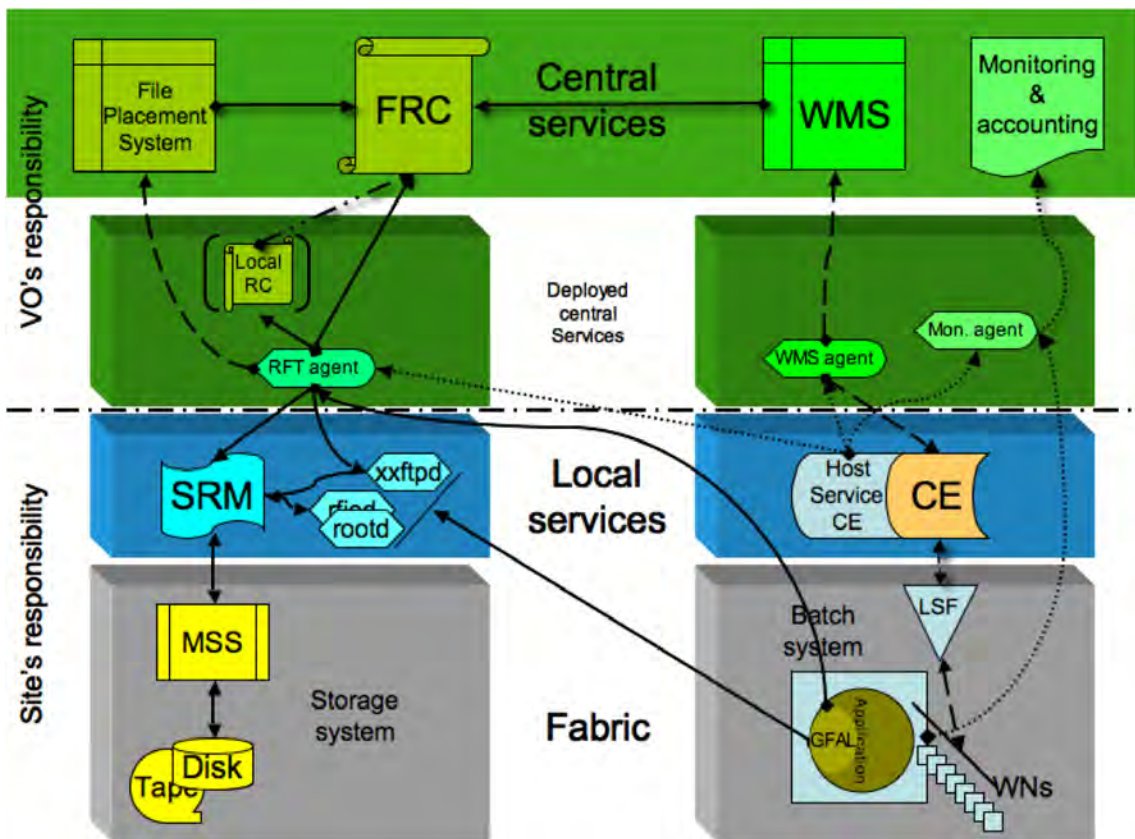 File
Placement
System
FRC
Central
services
WMS
Monitoring
&
accounting
VO's responsibility
Local
RC
Deployed
central
Services
RFT agent
WMS agent
Mon. agent
SRM
xxftpd
rootd
Local
services
Host
Service
CE
CE
Site's responsibility
MSS
Storage
system
Disk
Tape
Fabric
LSF
Batch
system
GFAL
Application
WNs